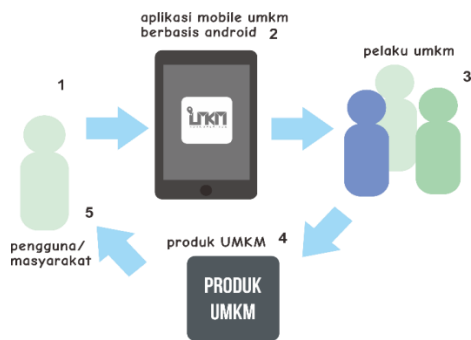 aplikasi mobile umkm
berbasis android 2
pelaku umkm
3
1
umkm
5
pengguna/
masyarakat
produk UMKM 4
PRODUK
UMKM